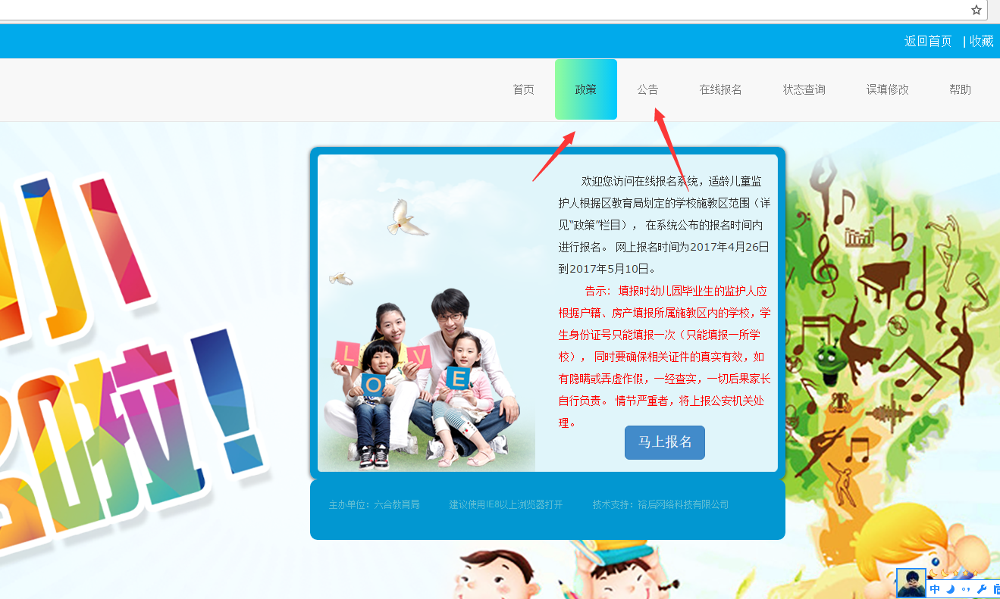 返回首页 | 收藏
首页 政策 公告 在线报名 状态查询 误填修改 帮助
欢迎您访问在线报名系统，适龄儿童监
护人根据区教育局划定的学校施教区范围（详
见“政策”栏目）， 在系统公布的报名时间内
进行报名。 网上报名时间为2017年4月26日
到2017年5月10日。
告示： 填报时幼儿园毕业生的监护人应
根据户籍、房产填报所属施教区内的学校，学
生身份证号只能填报一次（只能填报一所学
校）， 同时要确保相关证件的真实有效，如
有隐瞒或弄虚作假，一经查实，一切后果家长
自行负责。 情节严重者，将上报公安机关处
理。
L O V E
马上报名
主办单位：六合教育局 建议使用IE8以上浏览器打开 技术支持：裕后网络科技有限公司
啦！
中